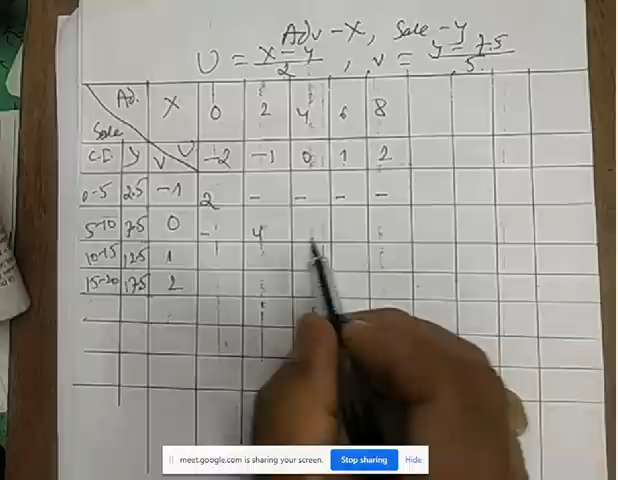 Adv - X, Sale - y
U = x - 4 / 2, v = y - 7.5 / 5
Ad. X 0 2 4 6 8
Sale
C.I. y V U -2 -1 0 1 2
0-5 2.5 -1 2 - - - -
5-10 7.5 0 - 4
10-15 12.5 1
15-20 17.5 2
meet.google.com is sharing your screen. Stop sharing Hide